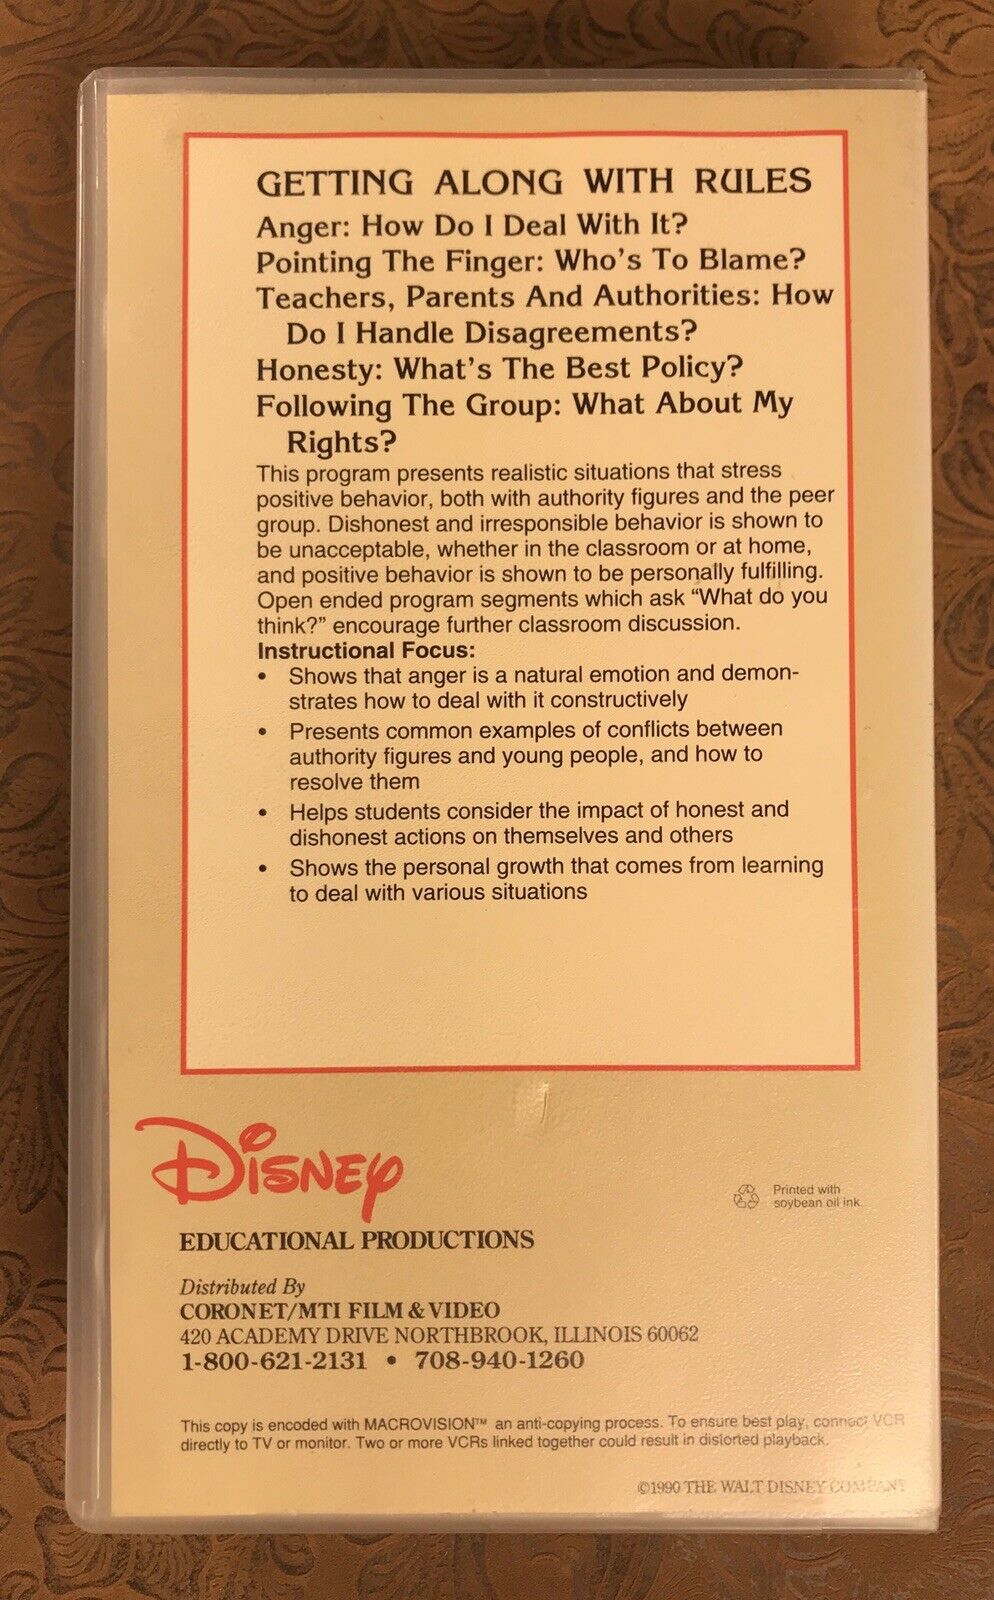 GETTING ALONG WITH RULES
Anger: How Do I Deal With It?
Pointing The Finger: Who's To Blame?
Teachers, Parents And Authorities: How
Do I Handle Disagreements?
Honesty: What's The Best Policy?
Following The Group: What About My
Rights?
This program presents realistic situations that stress
positive behavior, both with authority figures and the peer
group. Dishonest and irresponsible behavior is shown to
be unacceptable, whether in the classroom or at home,
and positive behavior is shown to be personally fulfilling.
Open ended program segments which ask “What do you
think?” encourage further classroom discussion.
Instructional Focus:
• Shows that anger is a natural emotion and demon-
strates how to deal with it constructively
• Presents common examples of conflicts between
authority figures and young people, and how to
resolve them
• Helps students consider the impact of honest and
dishonest actions on themselves and others
• Shows the personal growth that comes from learning
to deal with various situations
DISNEY
EDUCATIONAL PRODUCTIONS
Printed with
soybean oil ink.
Distributed By
CORONET/MTI FILM & VIDEO
420 ACADEMY DRIVE NORTHBROOK, ILLINOIS 60062
1-800-621-2131 • 708-940-1260
This copy is encoded with MACROVISION™ an anti-copying process. To ensure best play, connect VCR
directly to TV or monitor. Two or more VCRs linked together could result in distorted playback.
©1990 THE WALT DISNEY COMPANY